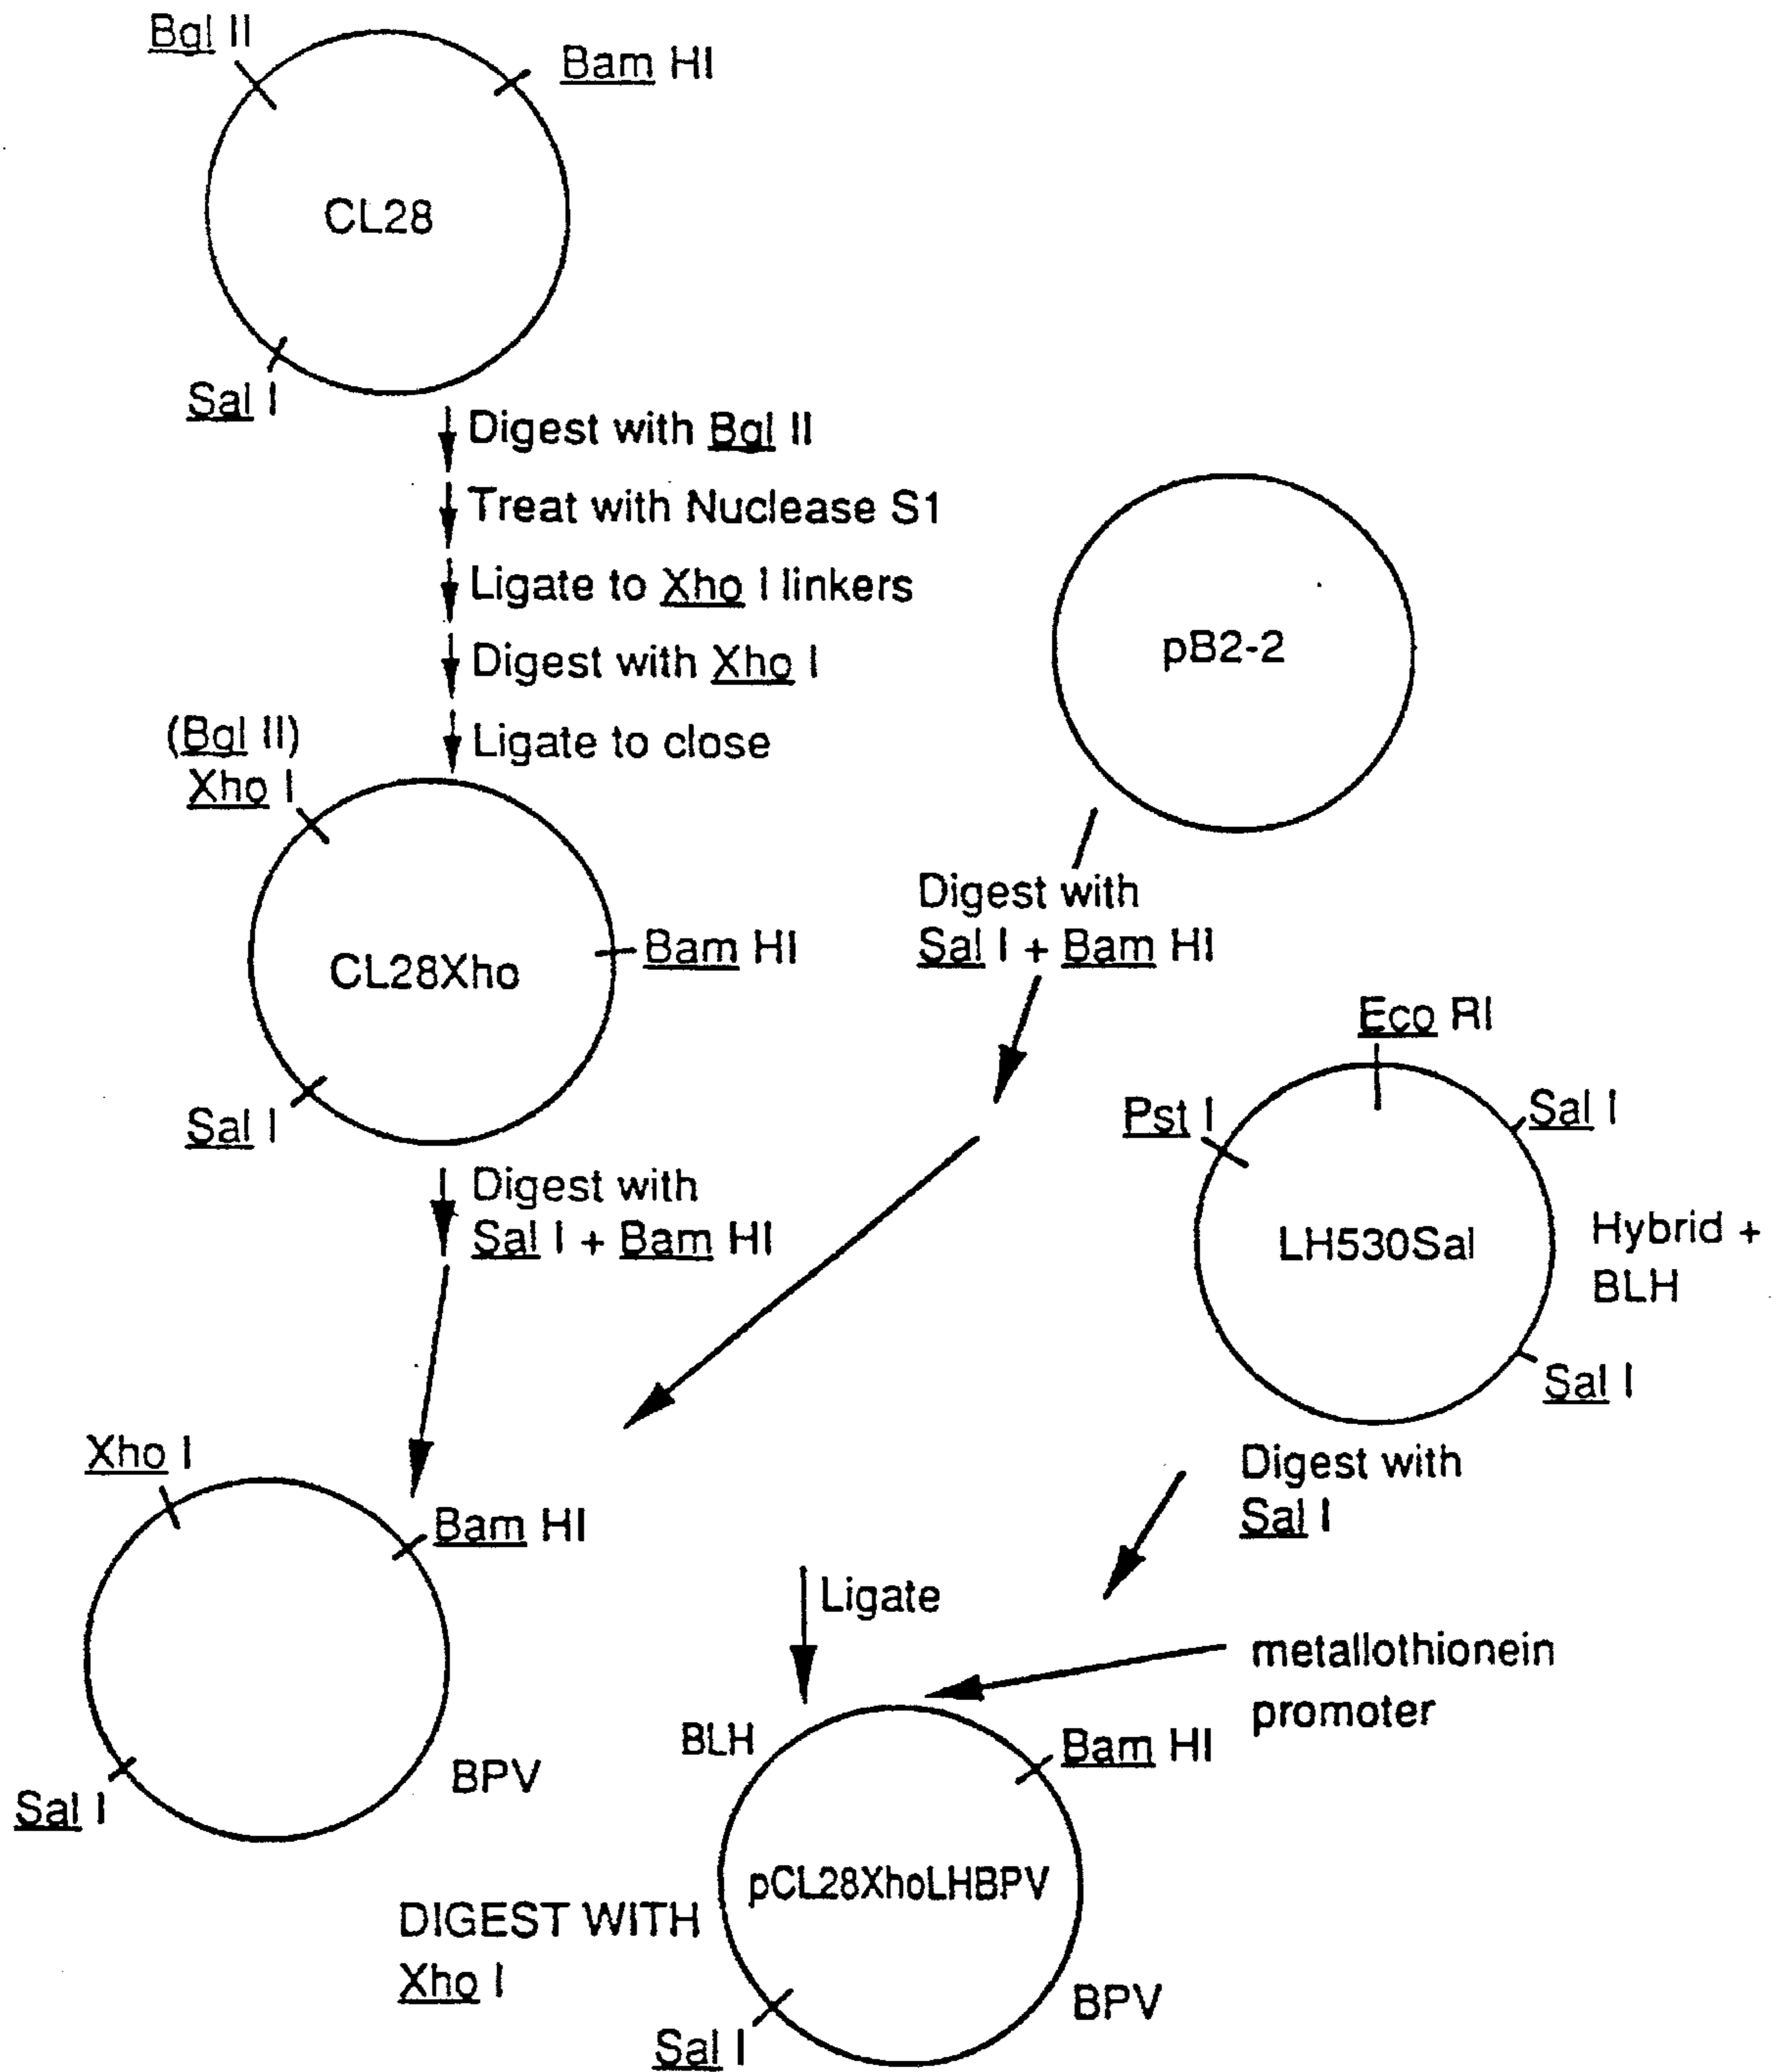 Bgl II
Bam HI
CL28
Sal I
Digest with Bgl II
Treat with Nuclease S1
Ligate to Xho I linkers
Digest with Xho I
Ligate to close
pB2-2
(Bgl II)
Xho I
Bam HI
CL28Xho
Sal I
Digest with
Sal I + Bam HI
Digest with
Sal I + Bam HI
Eco RI
Pst I
Sal I
LH530Sal
Hybrid +
BLH
Sal I
Digest with
Sal I
Xho I
Bam HI
BPV
Sal I
DIGEST WITH
Xho I
Ligate
metallothionein
promoter
BLH
Bam HI
pCL28XhoLHBPV
BPV
Sal I